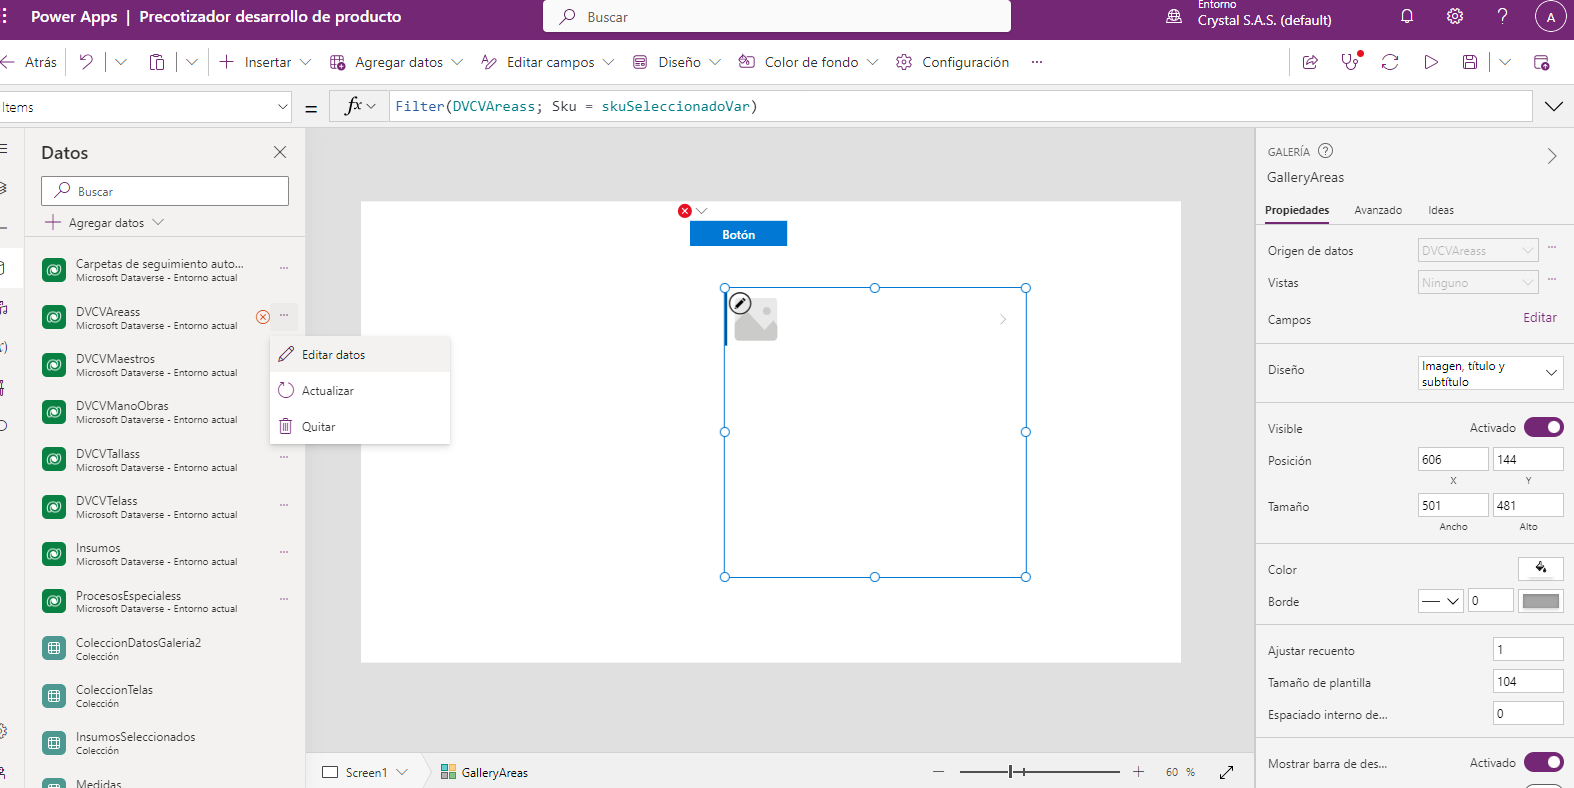 Power Apps | Precotizador desarrollo de producto
Buscar
Entorno
Crystal S.A.S. (default)
A
Atrás
Insertar
Agregar datos
Editar campos
Diseño
Color de fondo
Configuración
Items
=
fx
Filter(DVCVAreass; Sku = skuSeleccionadoVar)
Datos
Buscar
Agregar datos
Carpetas de seguimiento auto...
Microsoft Dataverse - Entorno actual
DVCVAreass
Microsoft Dataverse - Entorno actual
DVCVMaestros
Microsoft Dataverse - Entorno actual
DVCVManoObras
Microsoft Dataverse - Entorno actual
DVCVTallass
Microsoft Dataverse - Entorno actual
DVCVTelass
Microsoft Dataverse - Entorno actual
Insumos
Microsoft Dataverse - Entorno actual
ProcesosEspecialess
Microsoft Dataverse - Entorno actual
ColeccionDatosGaleria2
Colección
ColeccionTelas
Colección
InsumosSeleccionados
Colección
Medidas
Editar datos
Actualizar
Quitar
Botón
Screen1
GalleryAreas
60 %
GALERÍA
GalleryAreas
Propiedades
Avanzado
Ideas
Origen de datos
DVCVAreass
Vistas
Ninguno
Campos
Editar
Diseño
Imagen, título y
subtítulo
Visible
Activado
Posición
606
144
X
Y
Tamaño
501
481
Ancho
Alto
Color
Borde
0
Ajustar recuento
1
Tamaño de plantilla
104
Espaciado interno de...
0
Mostrar barra de des...
Activado